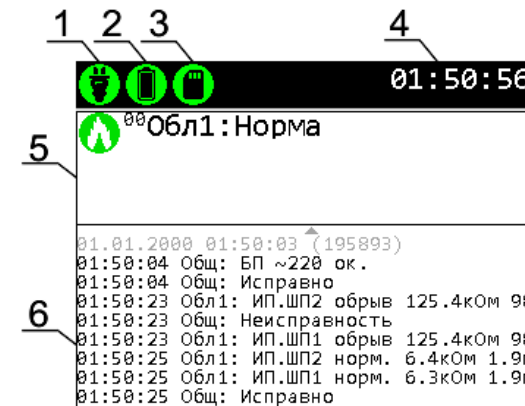 1 2 3 4
01:50:56
5
00Обл1:Норма
01.01.2000 01:50:03 (195893)
01:50:04 Общ: БП ~220 ок.
01:50:04 Общ: Исправно
01:50:23 Обл1: ИП.ШП2 обрыв 125.4кОм
6
01:50:23 Общ: Неисправность
01:50:23 Обл1: ИП.ШП1 обрыв 125.4кОм
01:50:25 Обл1: ИП.ШП2 норм. 6.4кОм
01:50:25 Обл1: ИП.ШП1 норм. 6.3кОм
01:50:25 Общ: Исправно